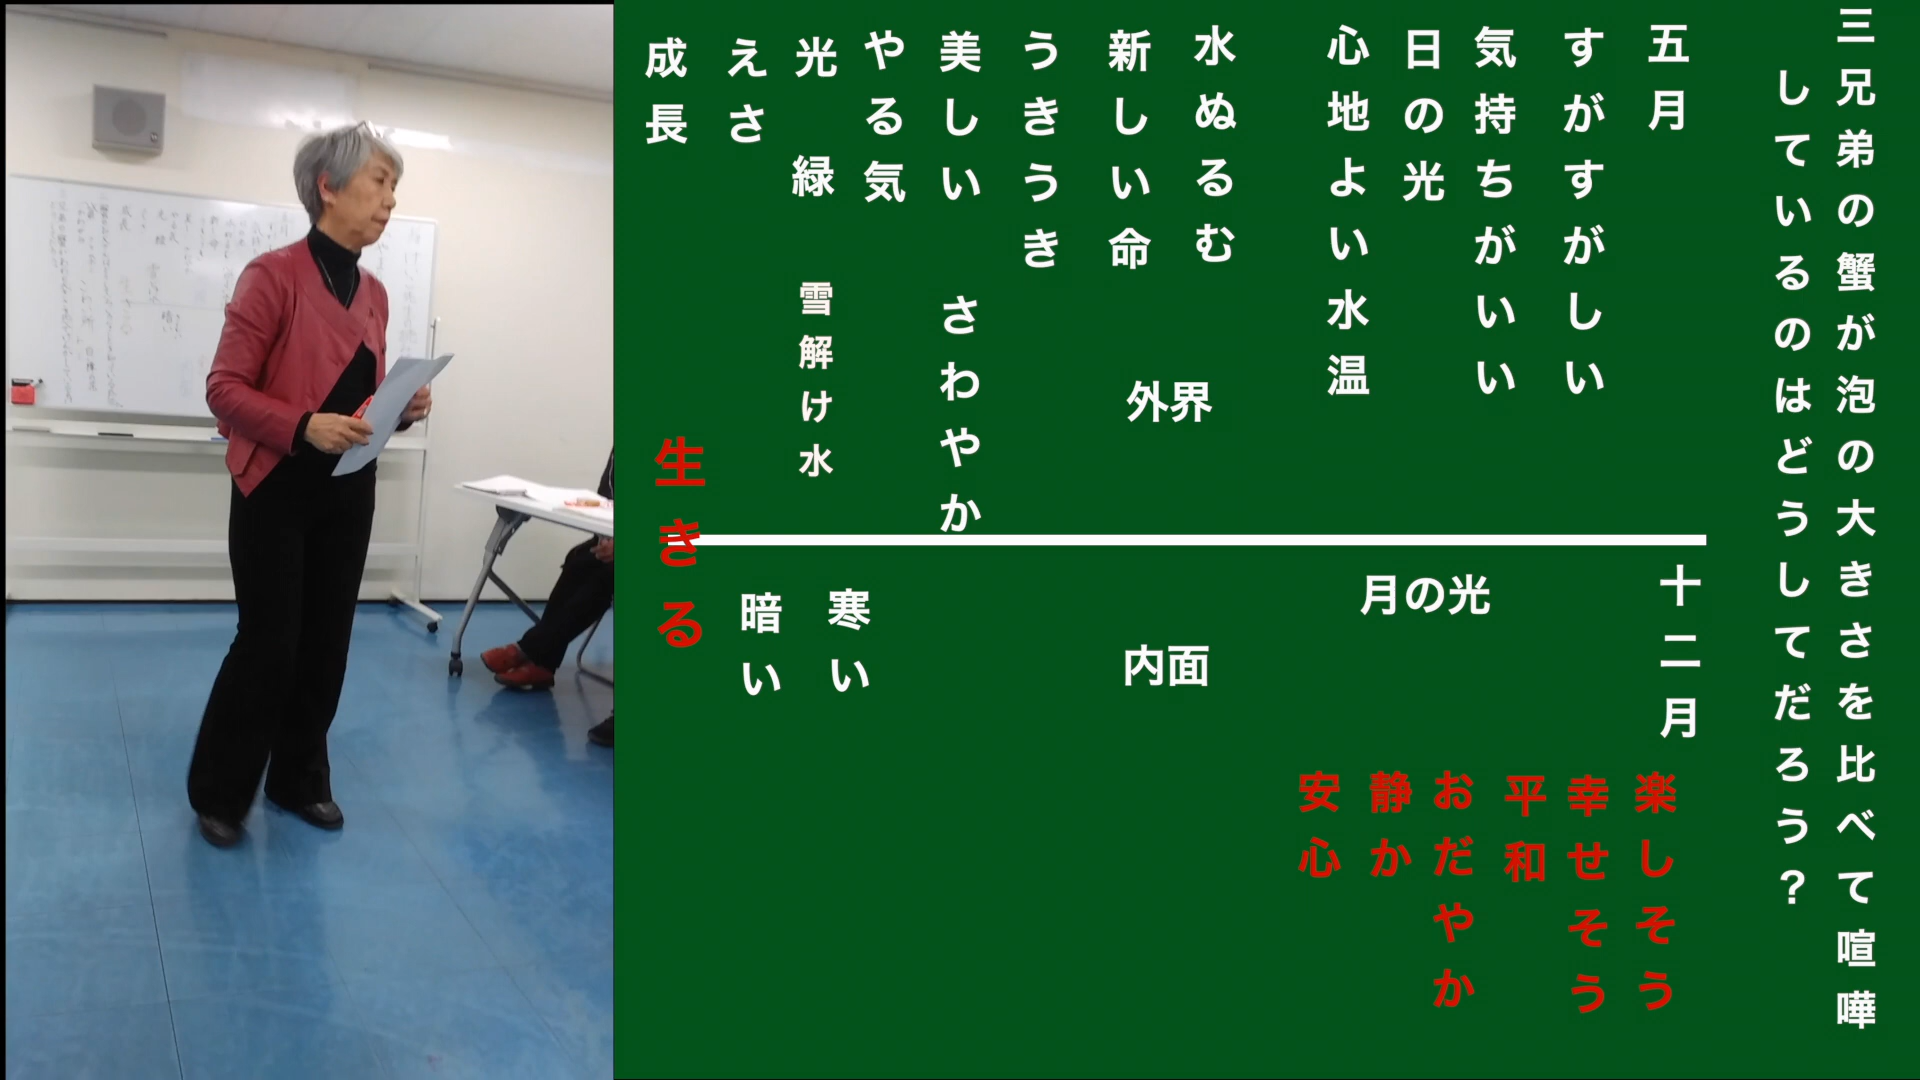 三兄弟の蟹が泡の大きさを比べて喧嘩
しているのはどうしてだろう？
五月
すがすがしい
気持ちがいい
日の光
心地よい水温
水ぬるむ
新しい命
うきうき
美しい さわやか
やる気
光 緑 雪解け水
えさ
成長
外界
生きる
十二月
月の光
内面
寒い
暗い
楽しそう
幸せそう
平和
おだやか
静か
安心